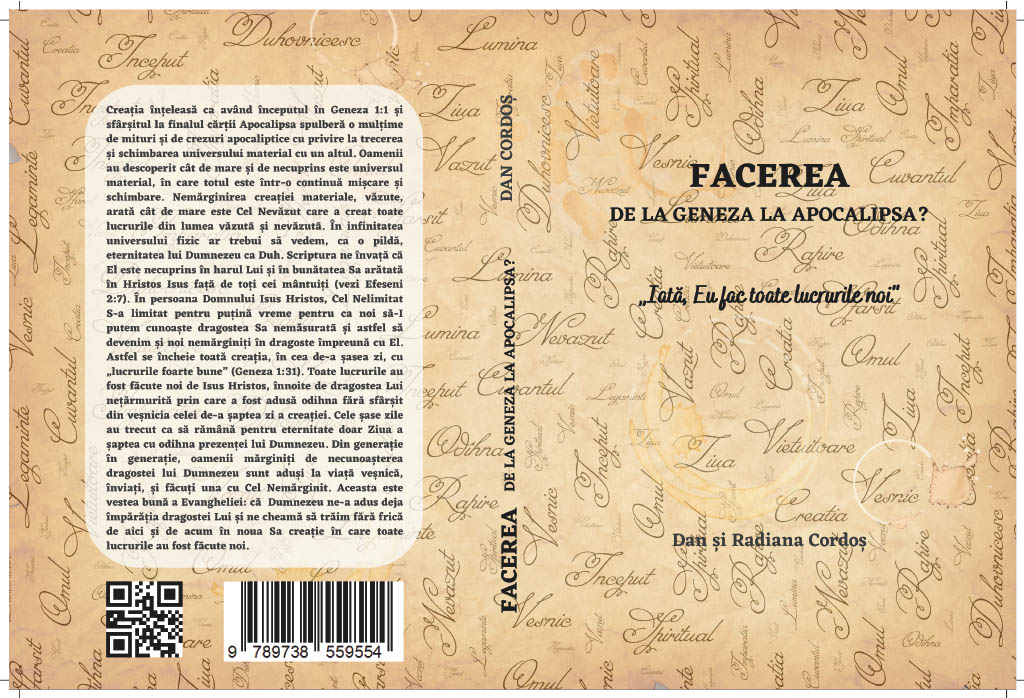 Creația înțeleasă ca având începutul în Geneza 1:1 și
sfârșitul la finalul cărții Apocalipsa spulberă o mulțime
de mituri și de crezuri apocaliptice cu privire la trecerea
și schimbarea universului material cu un altul. Oamenii
au descoperit cât de mare și de necuprins este universul
material, în care totul este într-o continuă mișcare și
schimbare. Nemărginirea creației materiale, văzute,
arată cât de mare este Cel Nevăzut care a creat toate
lucrurile din lumea văzută și nevăzută. În infinitatea
universului fizic ar trebui să vedem, ca o pildă,
eternitatea lui Dumnezeu ca Duh. Scriptura ne învață că
El este necuprins în harul Lui și în bunătatea Sa arătată
în Hristos Isus față de toți cei mântuiți (vezi Efeseni
2:7). În persoana Domnului Isus Hristos, Cel Nelimitat
S-a limitat pentru puțină vreme pentru ca noi să-I
putem cunoaște dragostea Sa nemăsurată și astfel să
devenim și noi nemărginiți în dragoste împreună cu El.
Astfel se încheie toată creația, în cea de-a șasea zi, cu
„lucrurile foarte bune” (Geneza 1:31). Toate lucrurile au
fost făcute noi de Isus Hristos, înnoite de dragostea Lui
nețărmurită prin care a fost adusă odihna fără sfârșit
din veșnicia celei de-a șaptea zi a creației. Cele șase zile
au trecut ca să rămână pentru eternitate doar Ziua a
șaptea cu odihna prezenței lui Dumnezeu. Din generație
în generație, oamenii mărginiți de necunoașterea
dragostei lui Dumnezeu sunt aduși la viață veșnică,
înviați, și făcuți una cu Cel Nemărginit. Aceasta este
vestea bună a Evangheliei: că Dumnezeu ne-a adus deja
împărăția dragostei Lui și ne cheamă să trăim fără frică
de aici și de acum în noua Sa creație în care toate
lucrurile au fost făcute noi.
9 789738 559554
FACEREA DE LA GENEZA LA APOCALIPSA? DAN CORDOȘ
FACEREA
DE LA GENEZA LA APOCALIPSA?
„Iată, Eu fac toate lucrurile noi"
Dan și Radiana Cordoș
Duhovnicesc
Inceput
Lumina
Creatia
Cuvantul
Vazut
Ziua
Vietuitoare
Spiritual
Odihna
Omul
Imparatia
Vesnic
Nevazut
Rapire
Legaminte
Sfarsit